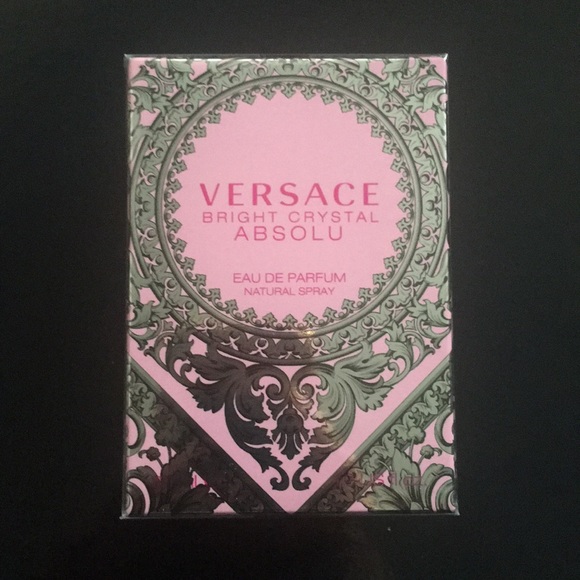 VERSACE
BRIGHT CRYSTAL
ABSOLU
EAU DE PARFUM
NATURAL SPRAY